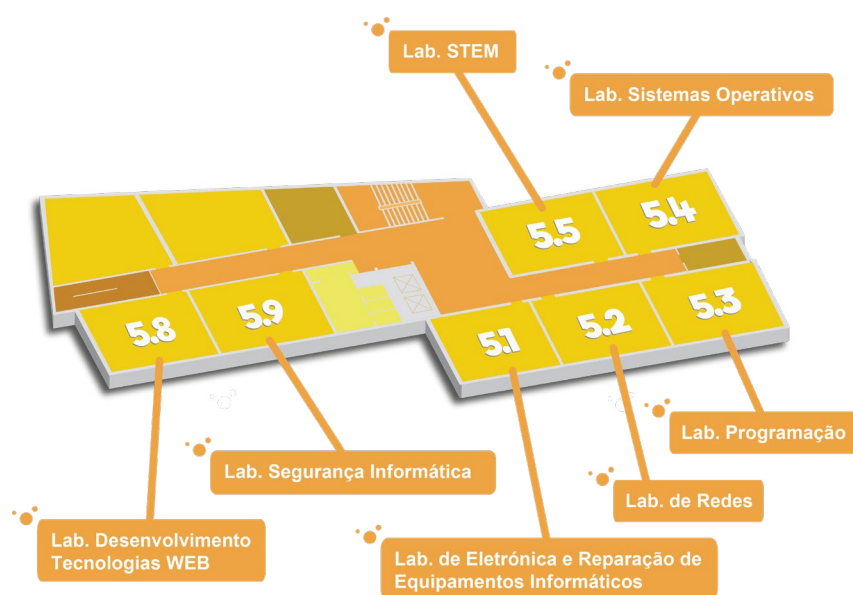 Lab. STEM
Lab. Sistemas Operativos
5.5
5.4
5.8
5.9
5.1
5.2
5.3
Lab. Programação
Lab. Segurança Informática
Lab. de Redes
Lab. Desenvolvimento
Tecnologias WEB
Lab. de Eletrónica e Reparação de
Equipamentos Informáticos